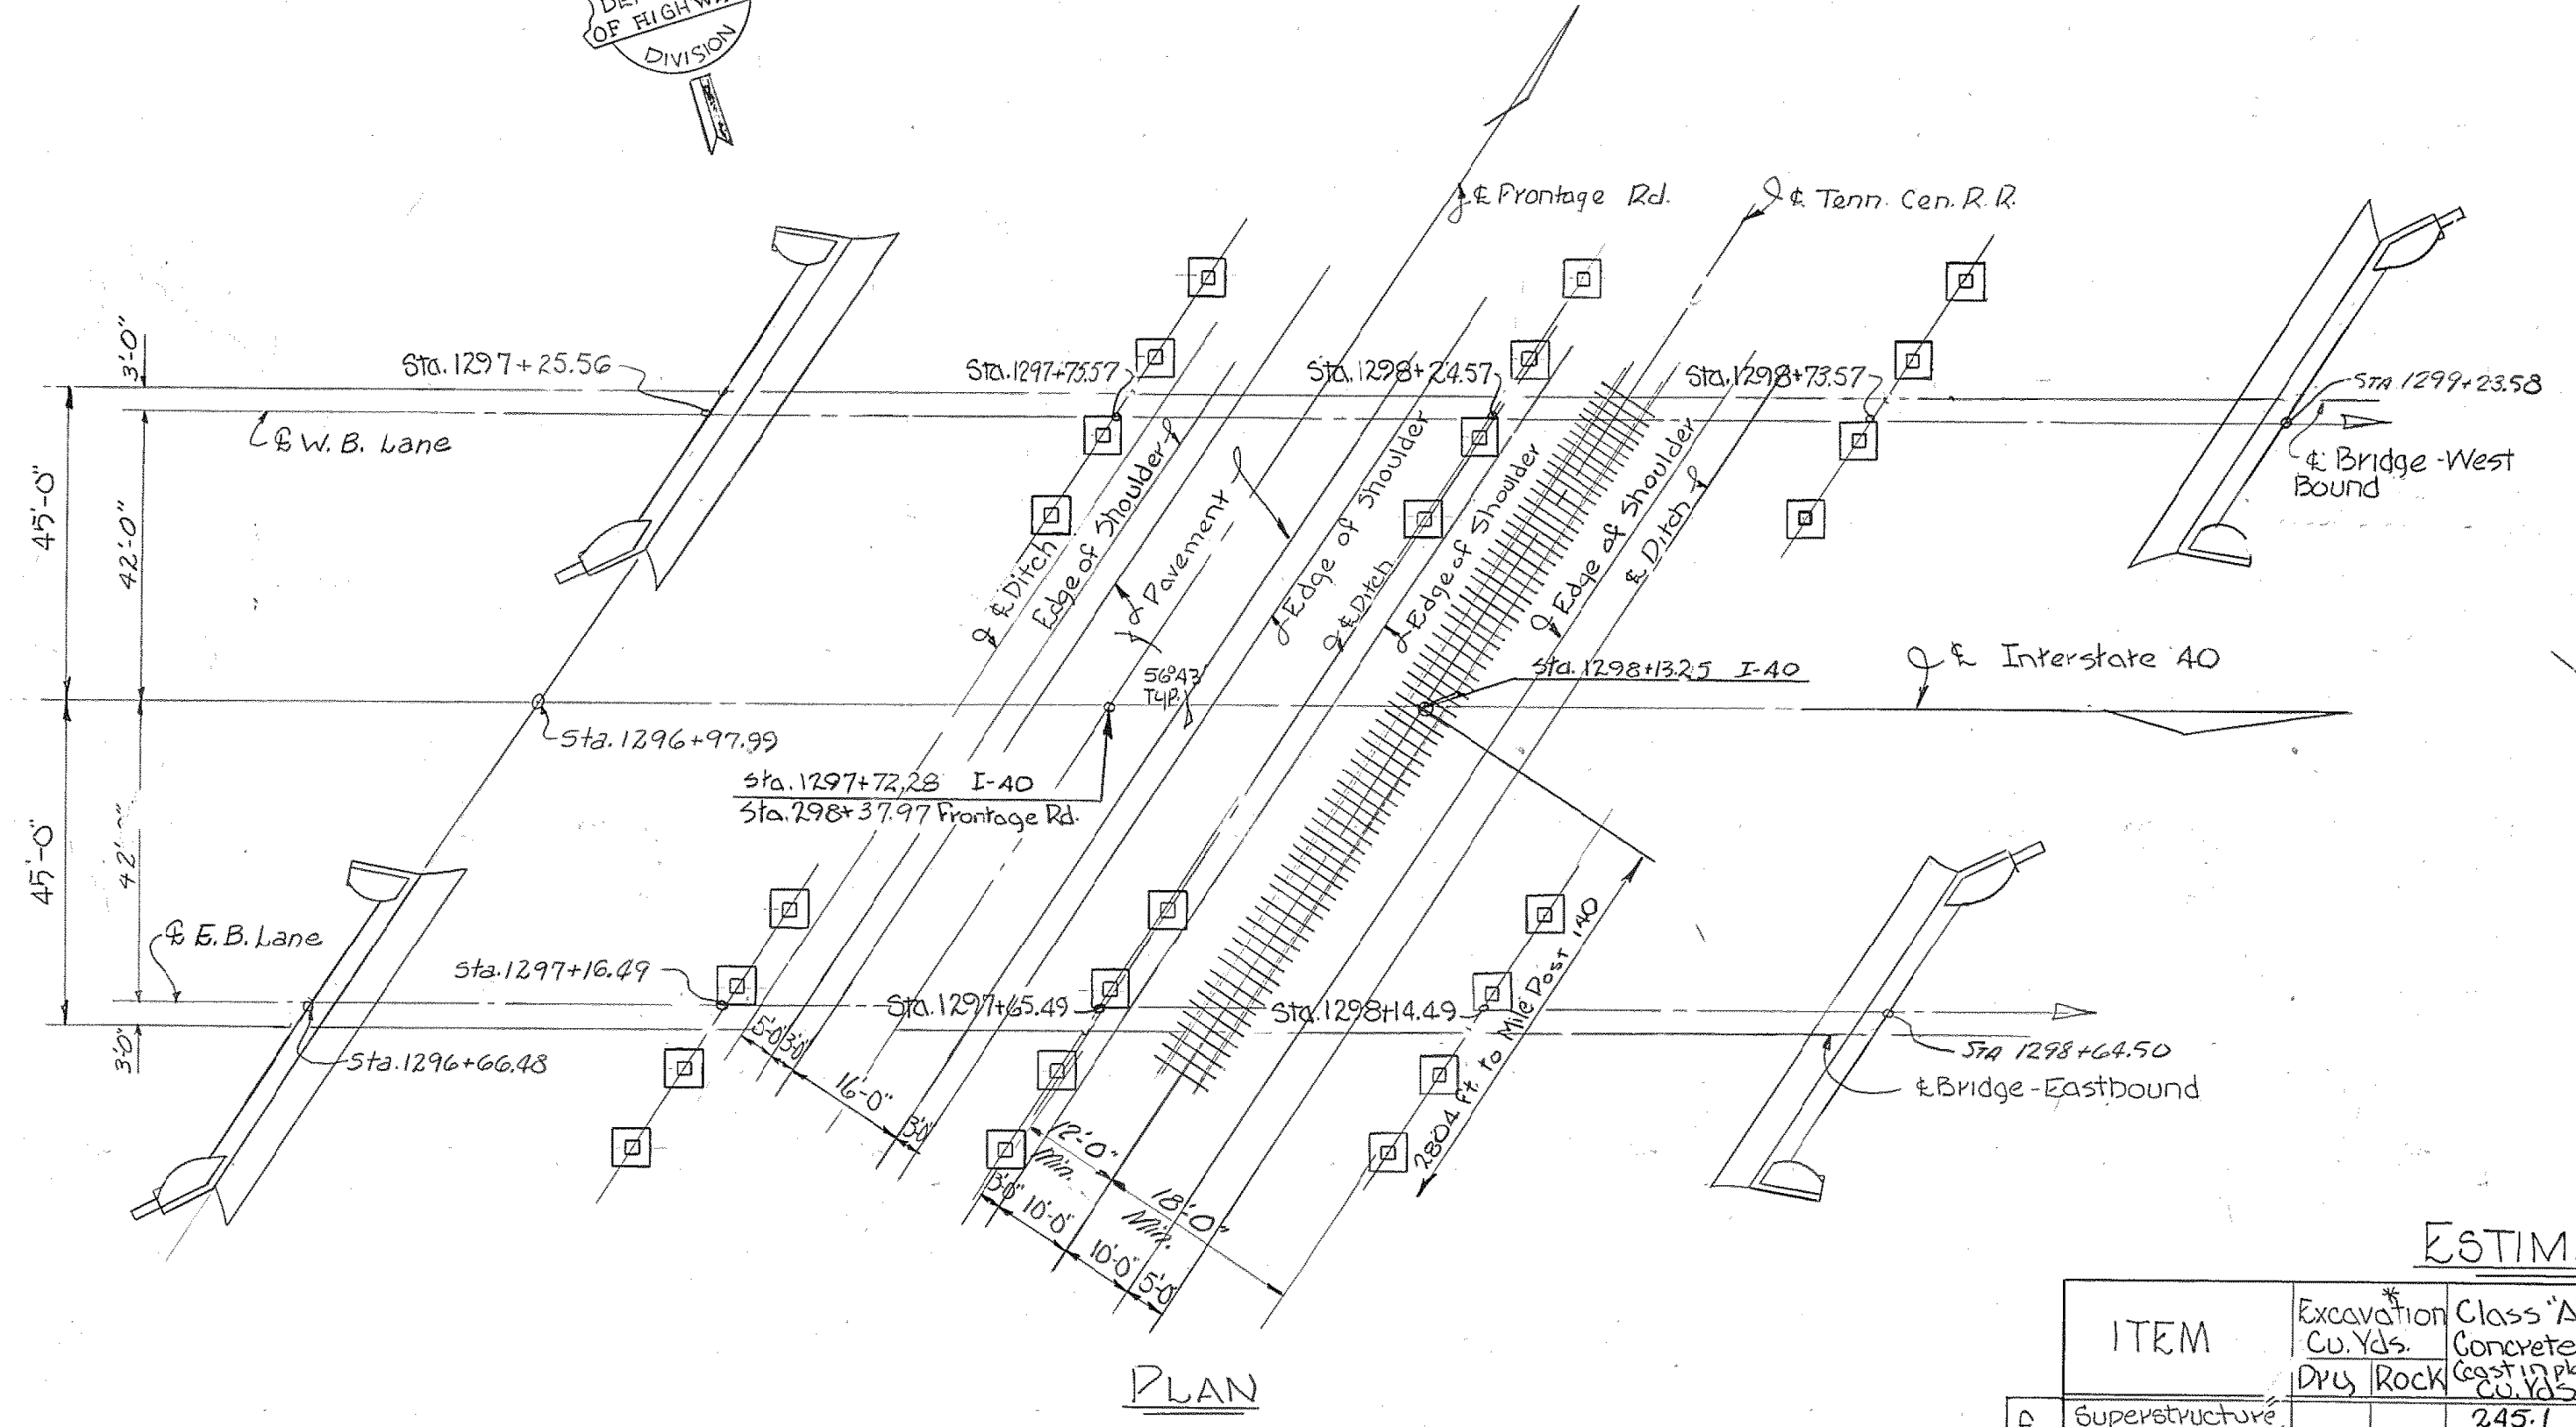 OF HIGHWA
DIVISION
℄ Frontage Rd.
℄ Tenn. Cen. R.R.
3'-0"
Sta. 1297+25.56
Sta. 1297+75.57
Sta. 1298+24.57
Sta. 1298+73.57
STA 1299+23.58
℄ W. B. Lane
℄ Bridge-West
Bound
45'-0"
42'-0"
℄ Ditch
Edge of Shoulder
Pavement
Edge of Shoulder
℄ Ditch
Edge of Shoulder
Edge of Shoulder
℄ Ditch
56°43'
Typ.
Sta. 1298+13.25 I-40
℄ Interstate 40
Sta. 1296+97.99
Sta. 1297+72.28 I-40
Sta. 298+37.97 Frontage Rd.
45'-0"
℄ E. B. Lane
Sta. 1297+16.49
Sta. 1297+65.49
Sta. 1298+14.49
2804 Ft. to Mile Post 140
3'0"
Sta. 1296+66.48
STA 1298+64.50
℄ Bridge-Eastbound
5'-0"
3'0"
16'-0"
3'0"
12'-0"
Min.
18'-0"
Min.
3'0"
10'-0"
10'-0"
5'-0"
PLAN
ESTIM
ITEM
Excavation*
Cu. Yds.
Dry
Rock
Class "A
Concrete
Cu. Yds
Superstructure
245.1